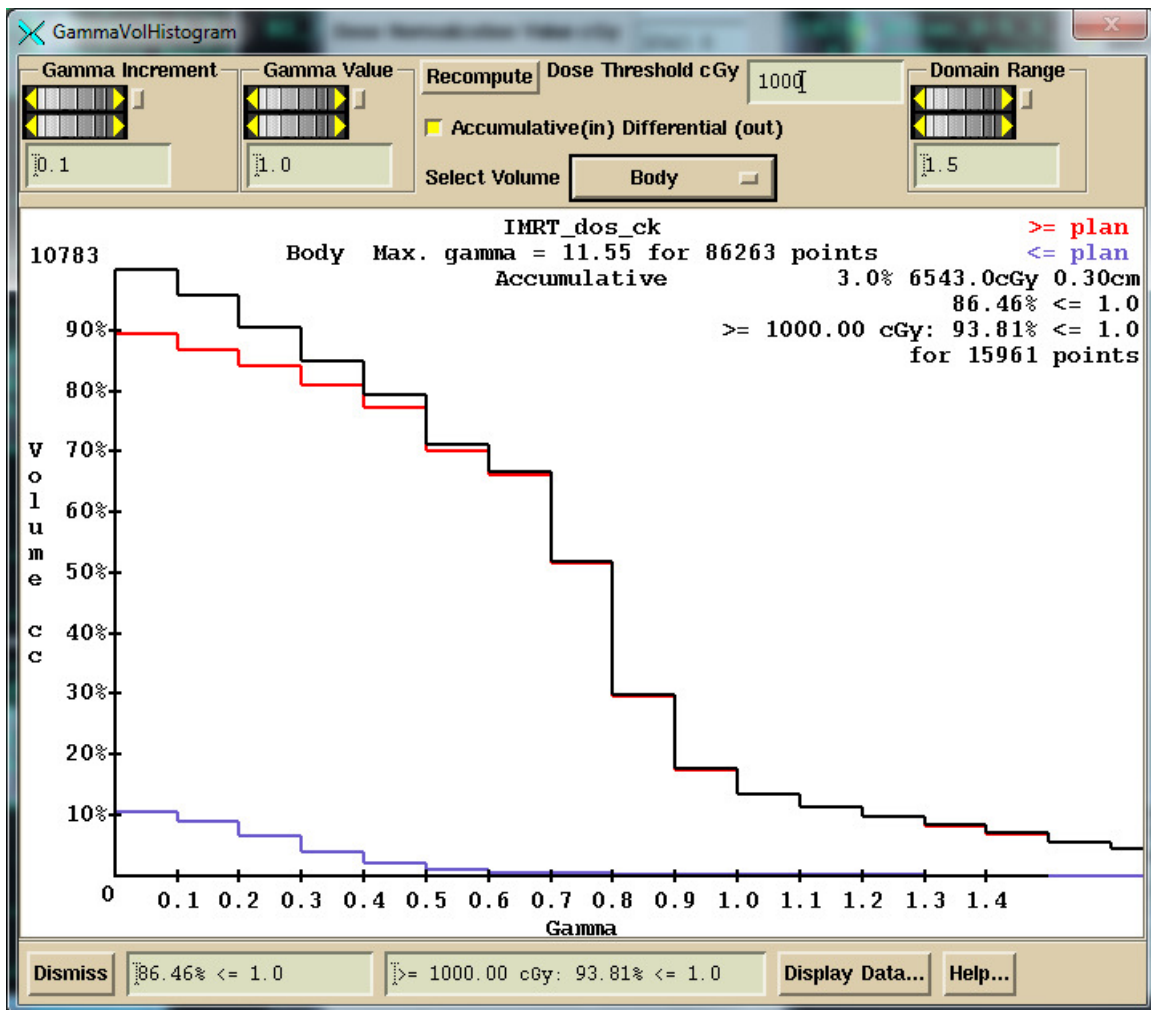 GammaVolHistogram
Gamma Increment
Gamma Value
Recompute
Dose Threshold cGy
1000
Domain Range
Accumulative(in) Differential (out)
0.1
1.0
Select Volume
Body
1.5
IMRT_dos_ck
>= plan
10783
Body Max. gamma = 11.55 for 86263 points
<= plan
Accumulative
3.0% 6543.0cGy 0.30cm
86.46% <= 1.0
>= 1000.00 cGy: 93.81% <= 1.0
for 15961 points
90%
80%
70%
60%
50%
40%
30%
20%
10%
Volume cc
0 0.1 0.2 0.3 0.4 0.5 0.6 0.7 0.8 0.9 1.0 1.1 1.2 1.3 1.4
Gamma
Dismiss
86.46% <= 1.0
>= 1000.00 cGy: 93.81% <= 1.0
Display Data...
Help...